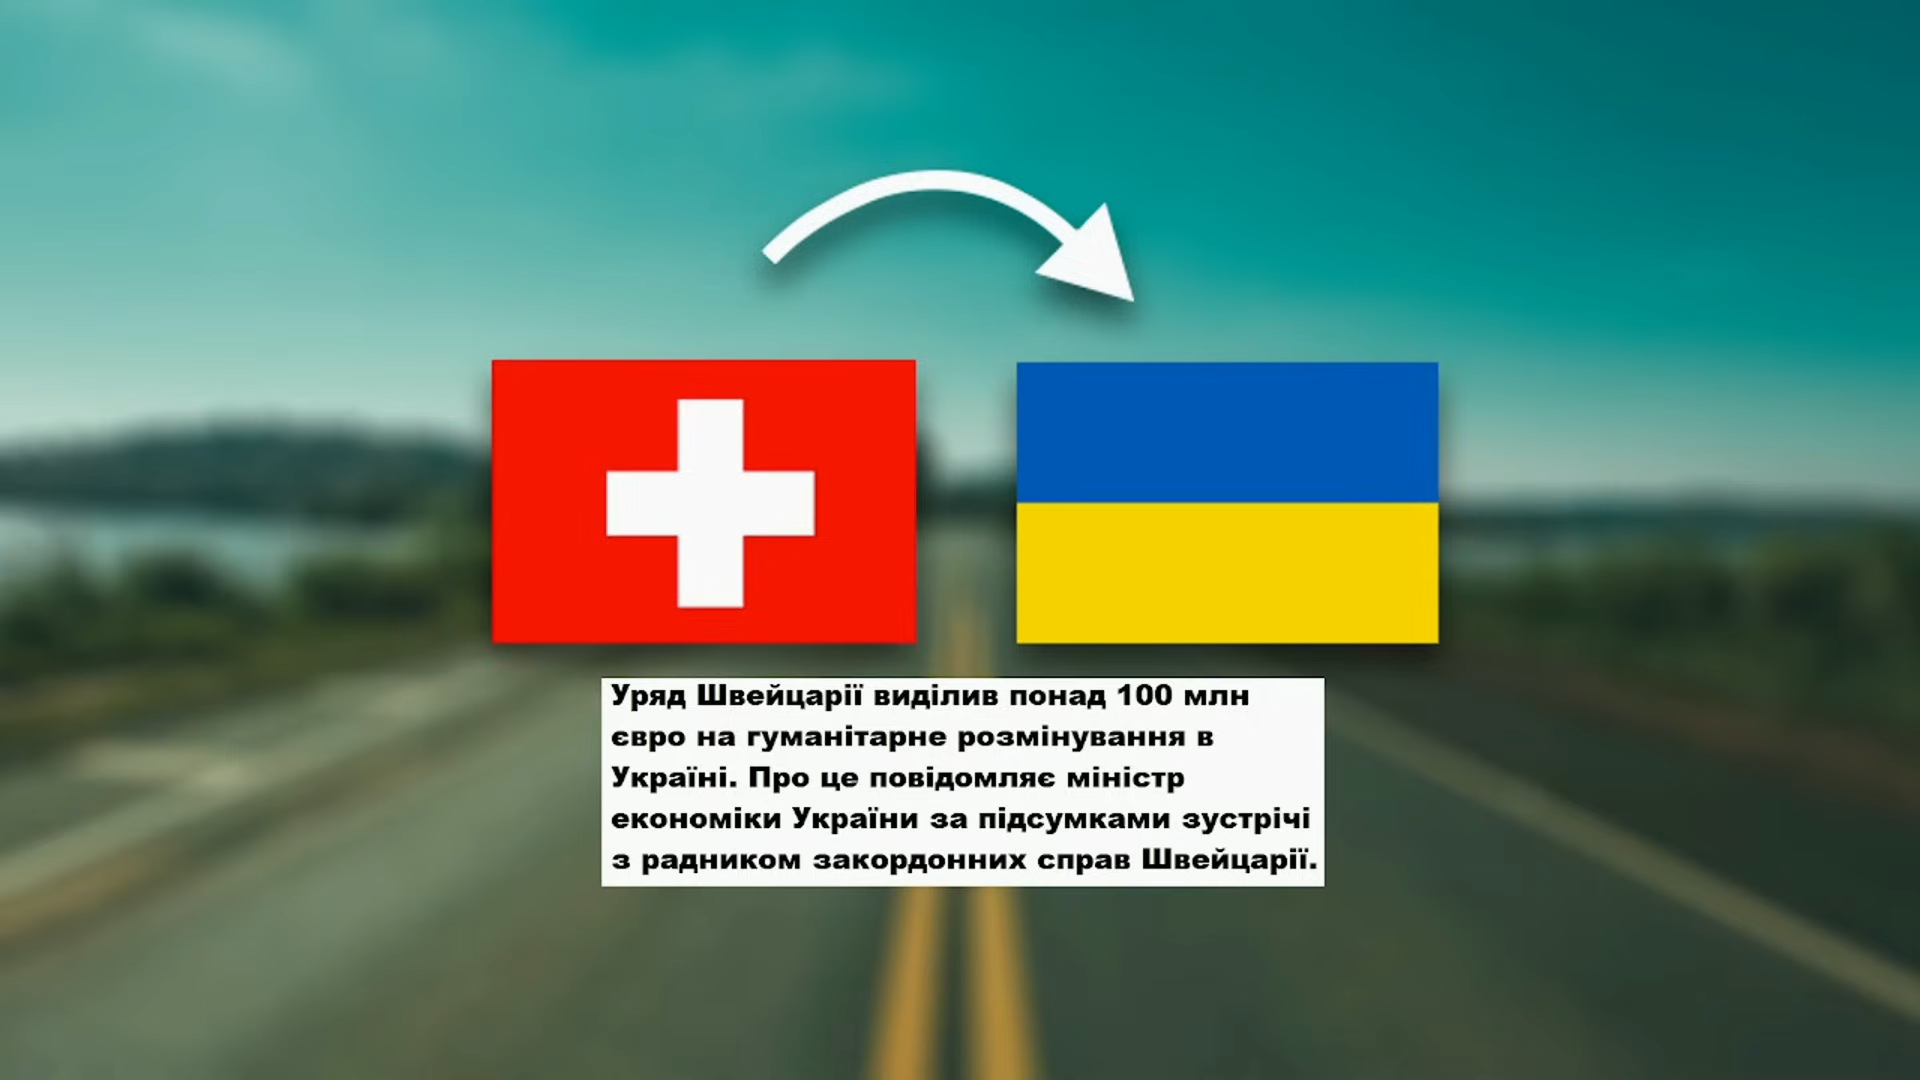 Уряд Швейцарії виділив понад 100 млн
євро на гуманітарне розмінування в
Україні. Про це повідомляє міністр
економіки України за підсумками зустрічі
з радником закордонних справ Швейцарії.